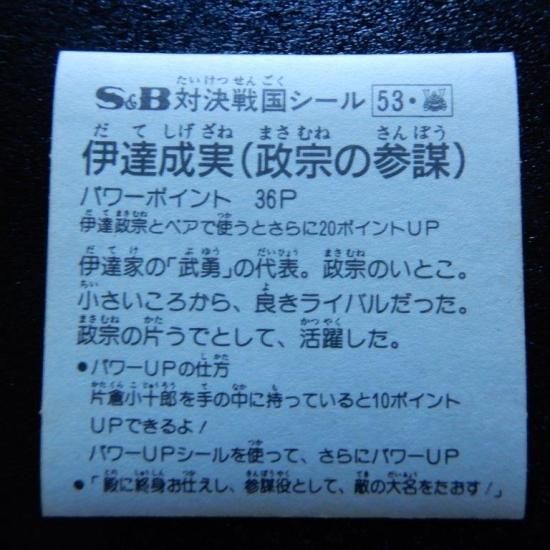 S&B対決戦国シール 53・
伊達成実(政宗の参謀)
パワーポイント 36P
伊達政宗とペアで使うとさらに20ポイントUP
伊達家の「武勇」の代表。政宗のいとこ。
小さいころから、良きライバルだった。
政宗の片うでとして、活躍した。
●パワーUPの仕方
片倉小十郎を手の中に持っていると10ポイント
UPできるよ!
パワーUPシールを使って、さらにパワーUP
●「殿に終身お仕えし、参謀役として、敵の大名をたおす!」